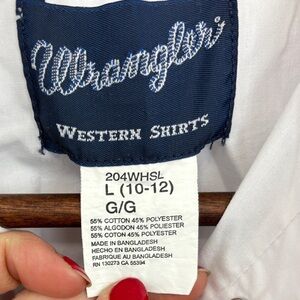 Wrangler
WESTERN SHIRTS
204WHSL
L (10-12)
G/G
55% COTTON 45% POLYESTER
55% ALGODON 45% POLIESTER
55% COTON 45% POLYESTER
MADE IN BANGLADESH
HECHO EN BANGLADESH
FABRIQUE AU BANGLADESH
RN 130273 CA 55394